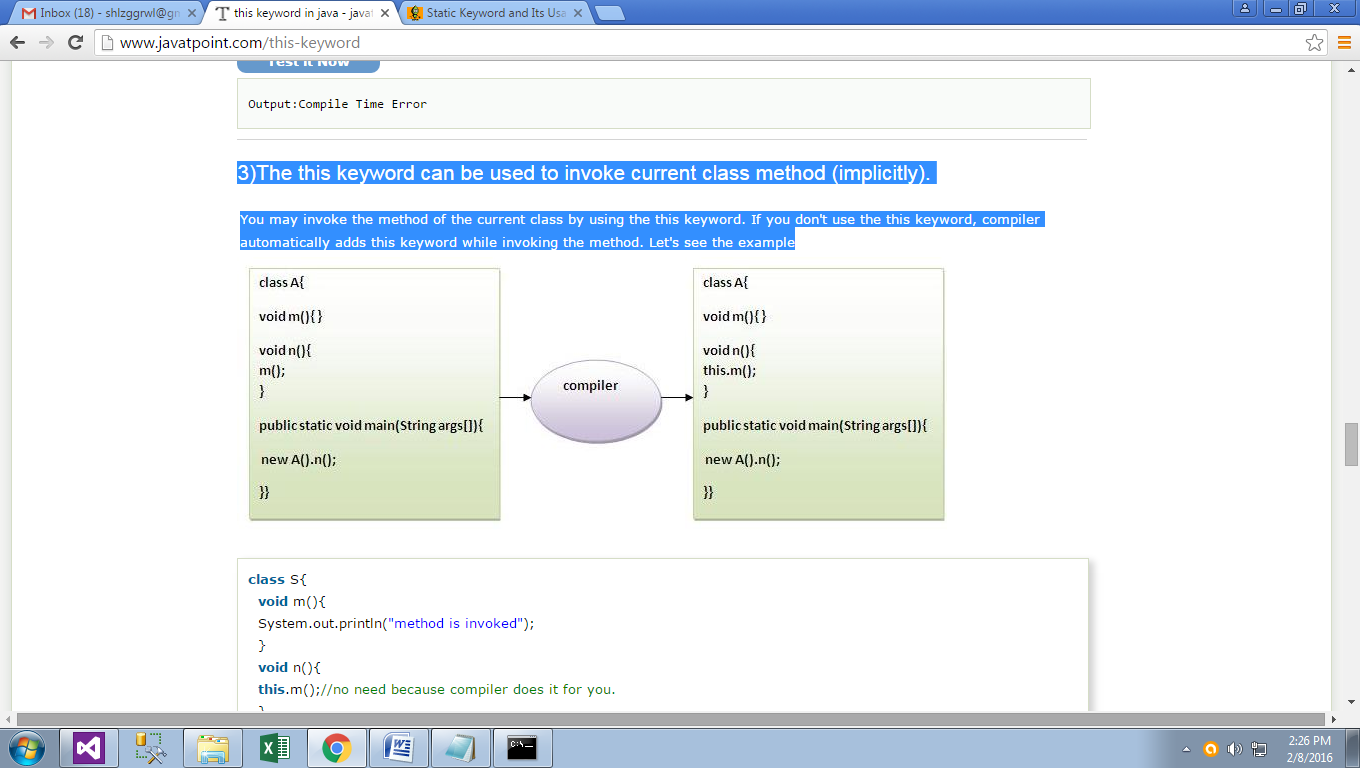 Inbox (18) - shlzggrwl@gm
this keyword in java - javat
Static Keyword and Its Usa
www.javatpoint.com/this-keyword
Test it Now
Output:Compile Time Error
3)The this keyword can be used to invoke current class method (implicitly).
You may invoke the method of the current class by using the this keyword. If you don't use the this keyword, compiler
automatically adds this keyword while invoking the method. Let's see the example
class A{
void m(){}
void n(){
m();
}
public static void main(String args[]){
new A().n();
}}
compiler
class A{
void m(){}
void n(){
this.m();
}
public static void main(String args[]){
new A().n();
}}
class S{
void m(){
System.out.println("method is invoked");
}
void n(){
this.m();//no need because compiler does it for you.
}
C:\
2:26 PM
2/8/2016